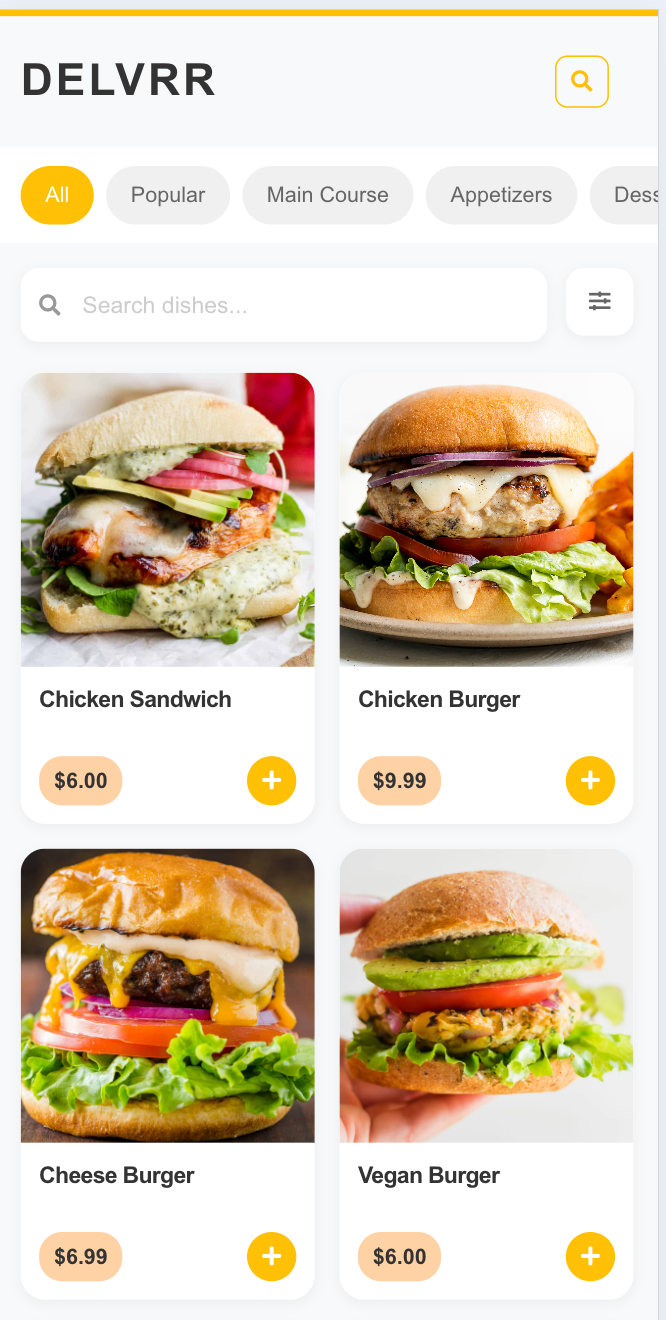 DELVRR
All Popular Main Course Appetizers Dess
Search dishes...
Chicken Sandwich
$6.00
Chicken Burger
$9.99
Cheese Burger
$6.99
Vegan Burger
$6.00